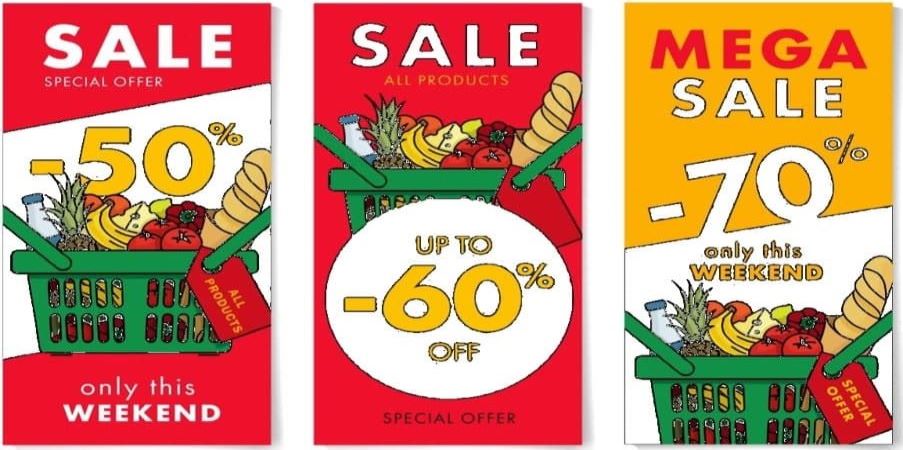 SALE
SPECIAL OFFER
-50%
ALL
PRODUCTS
only this
WEEKEND
SALE
ALL PRODUCTS
UP TO
-60%
OFF
SPECIAL OFFER
MEGA
SALE
-70%
only this
WEEKEND
SPECIAL
OFFER